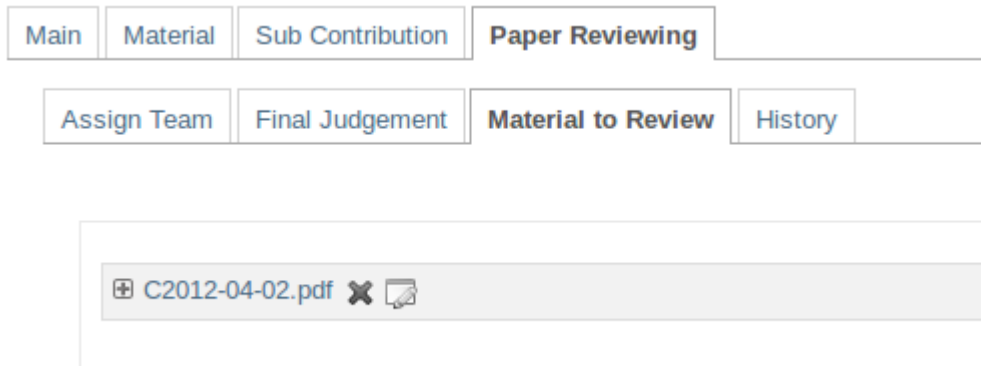 Main Material Sub Contribution Paper Reviewing
Assign Team Final Judgement Material to Review History
C2012-04-02.pdf